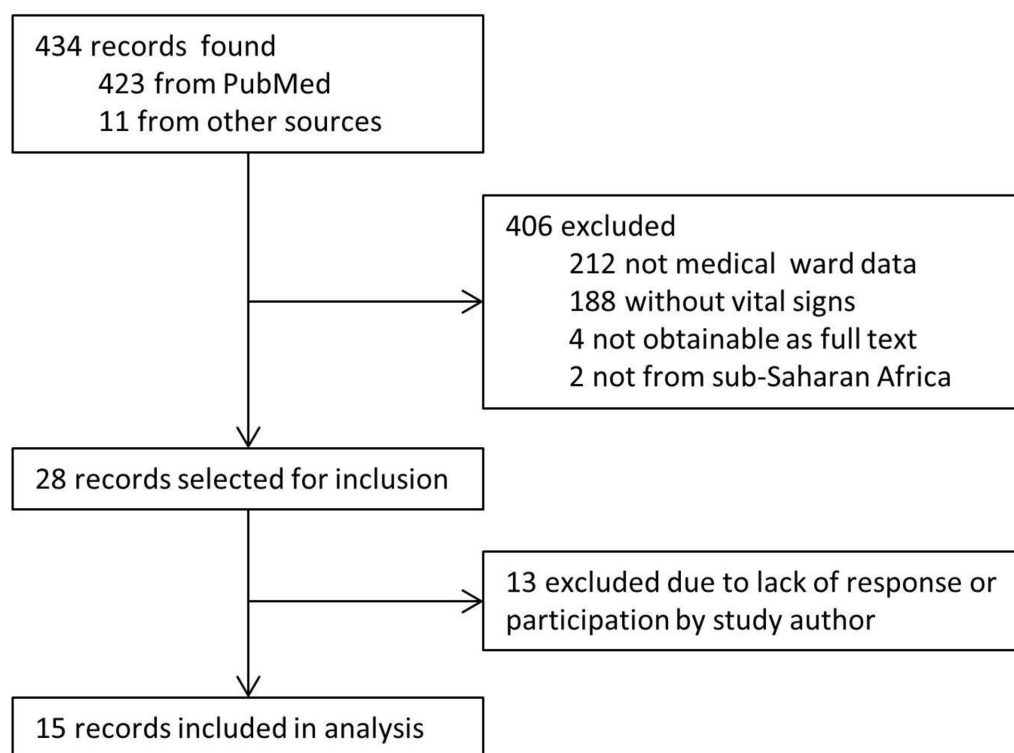 434 records found
423 from PubMed
11 from other sources
406 excluded
212 not medical ward data
188 without vital signs
4 not obtainable as full text
2 not from sub-Saharan Africa
28 records selected for inclusion
13 excluded due to lack of response or
participation by study author
15 records included in analysis